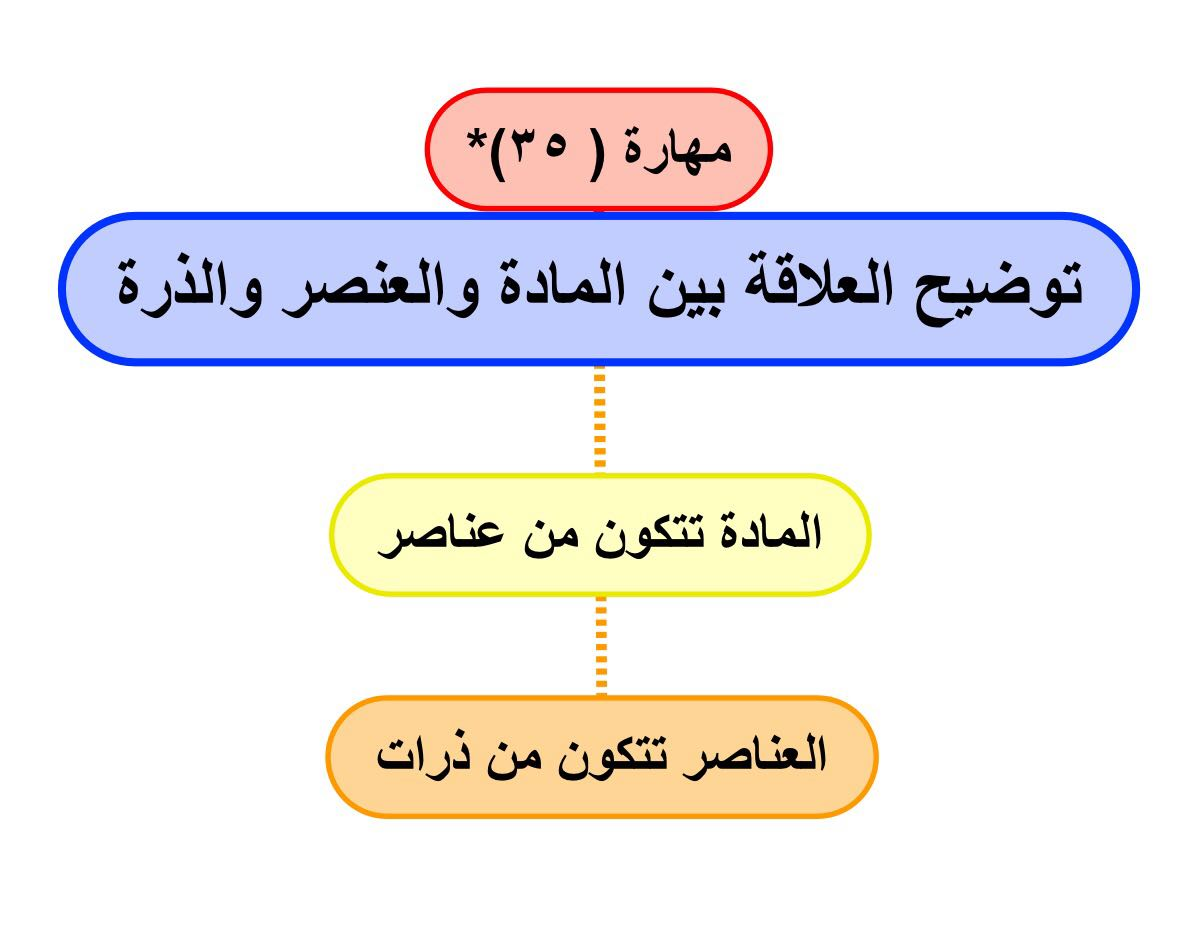 مهارة ( ٣٥)*
توضيح العلاقة بين المادة والعنصر والذرة
المادة تتكون من عناصر
العناصر تتكون من ذرات